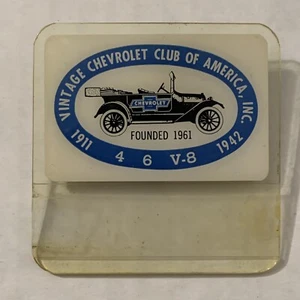 VINTAGE CHEVROLET CLUB OF AMERICA, INC.
CHEVROLET
FOUNDED 1961
1911 4 6 V-8 1942